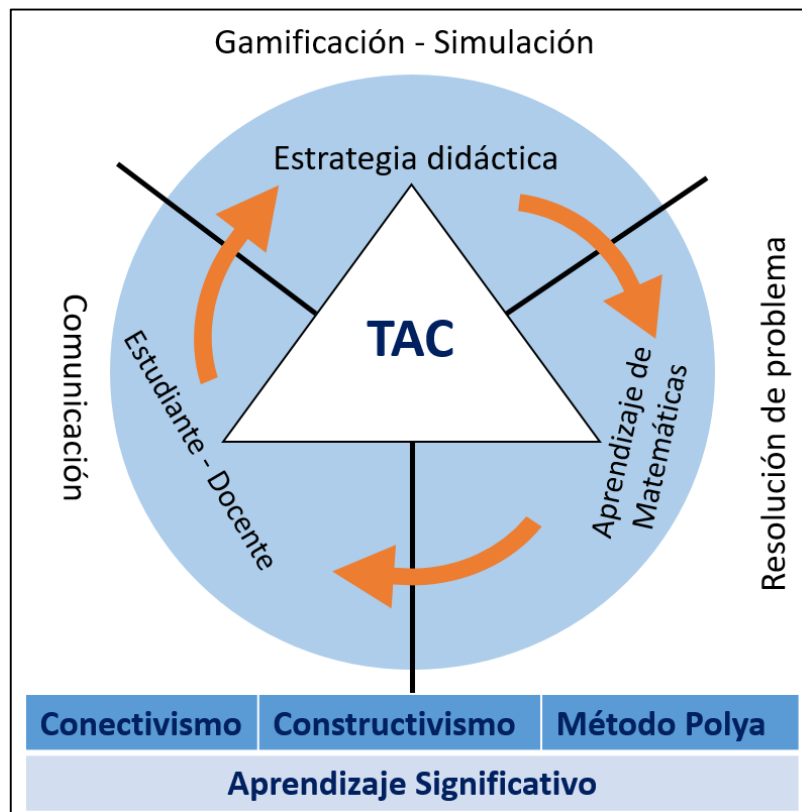 Gamificación - Simulación
Estrategia didáctica
TAC
Comunicación
Estudiante - Docente
Aprendizaje de
Matemáticas
Resolución de problema
Conectivismo
Constructivismo
Método Polya
Aprendizaje Significativo